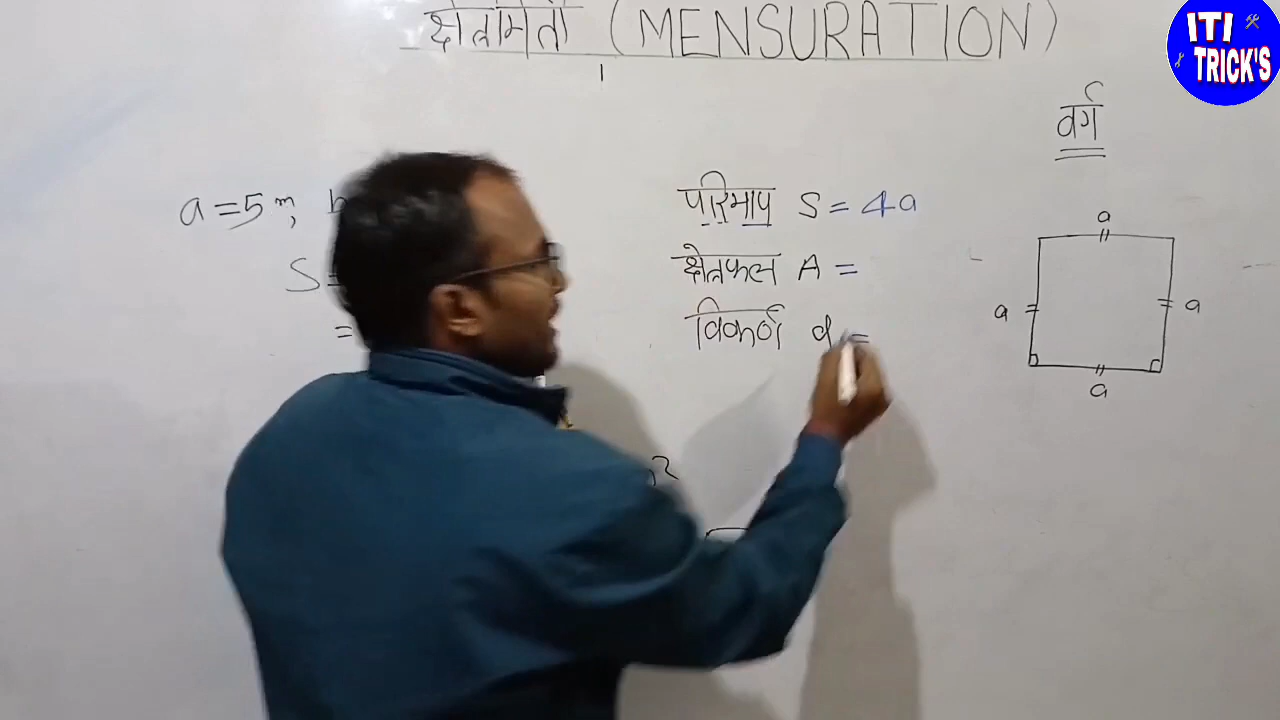 क्षेत्रमिती (MENSURATION)
ITI
TRICK'S
वर्ग
a = 5 m,
परिमाप S = 4a
S =
क्षेत्रफल A =
=
विकर्ण d =
a
a
a
a